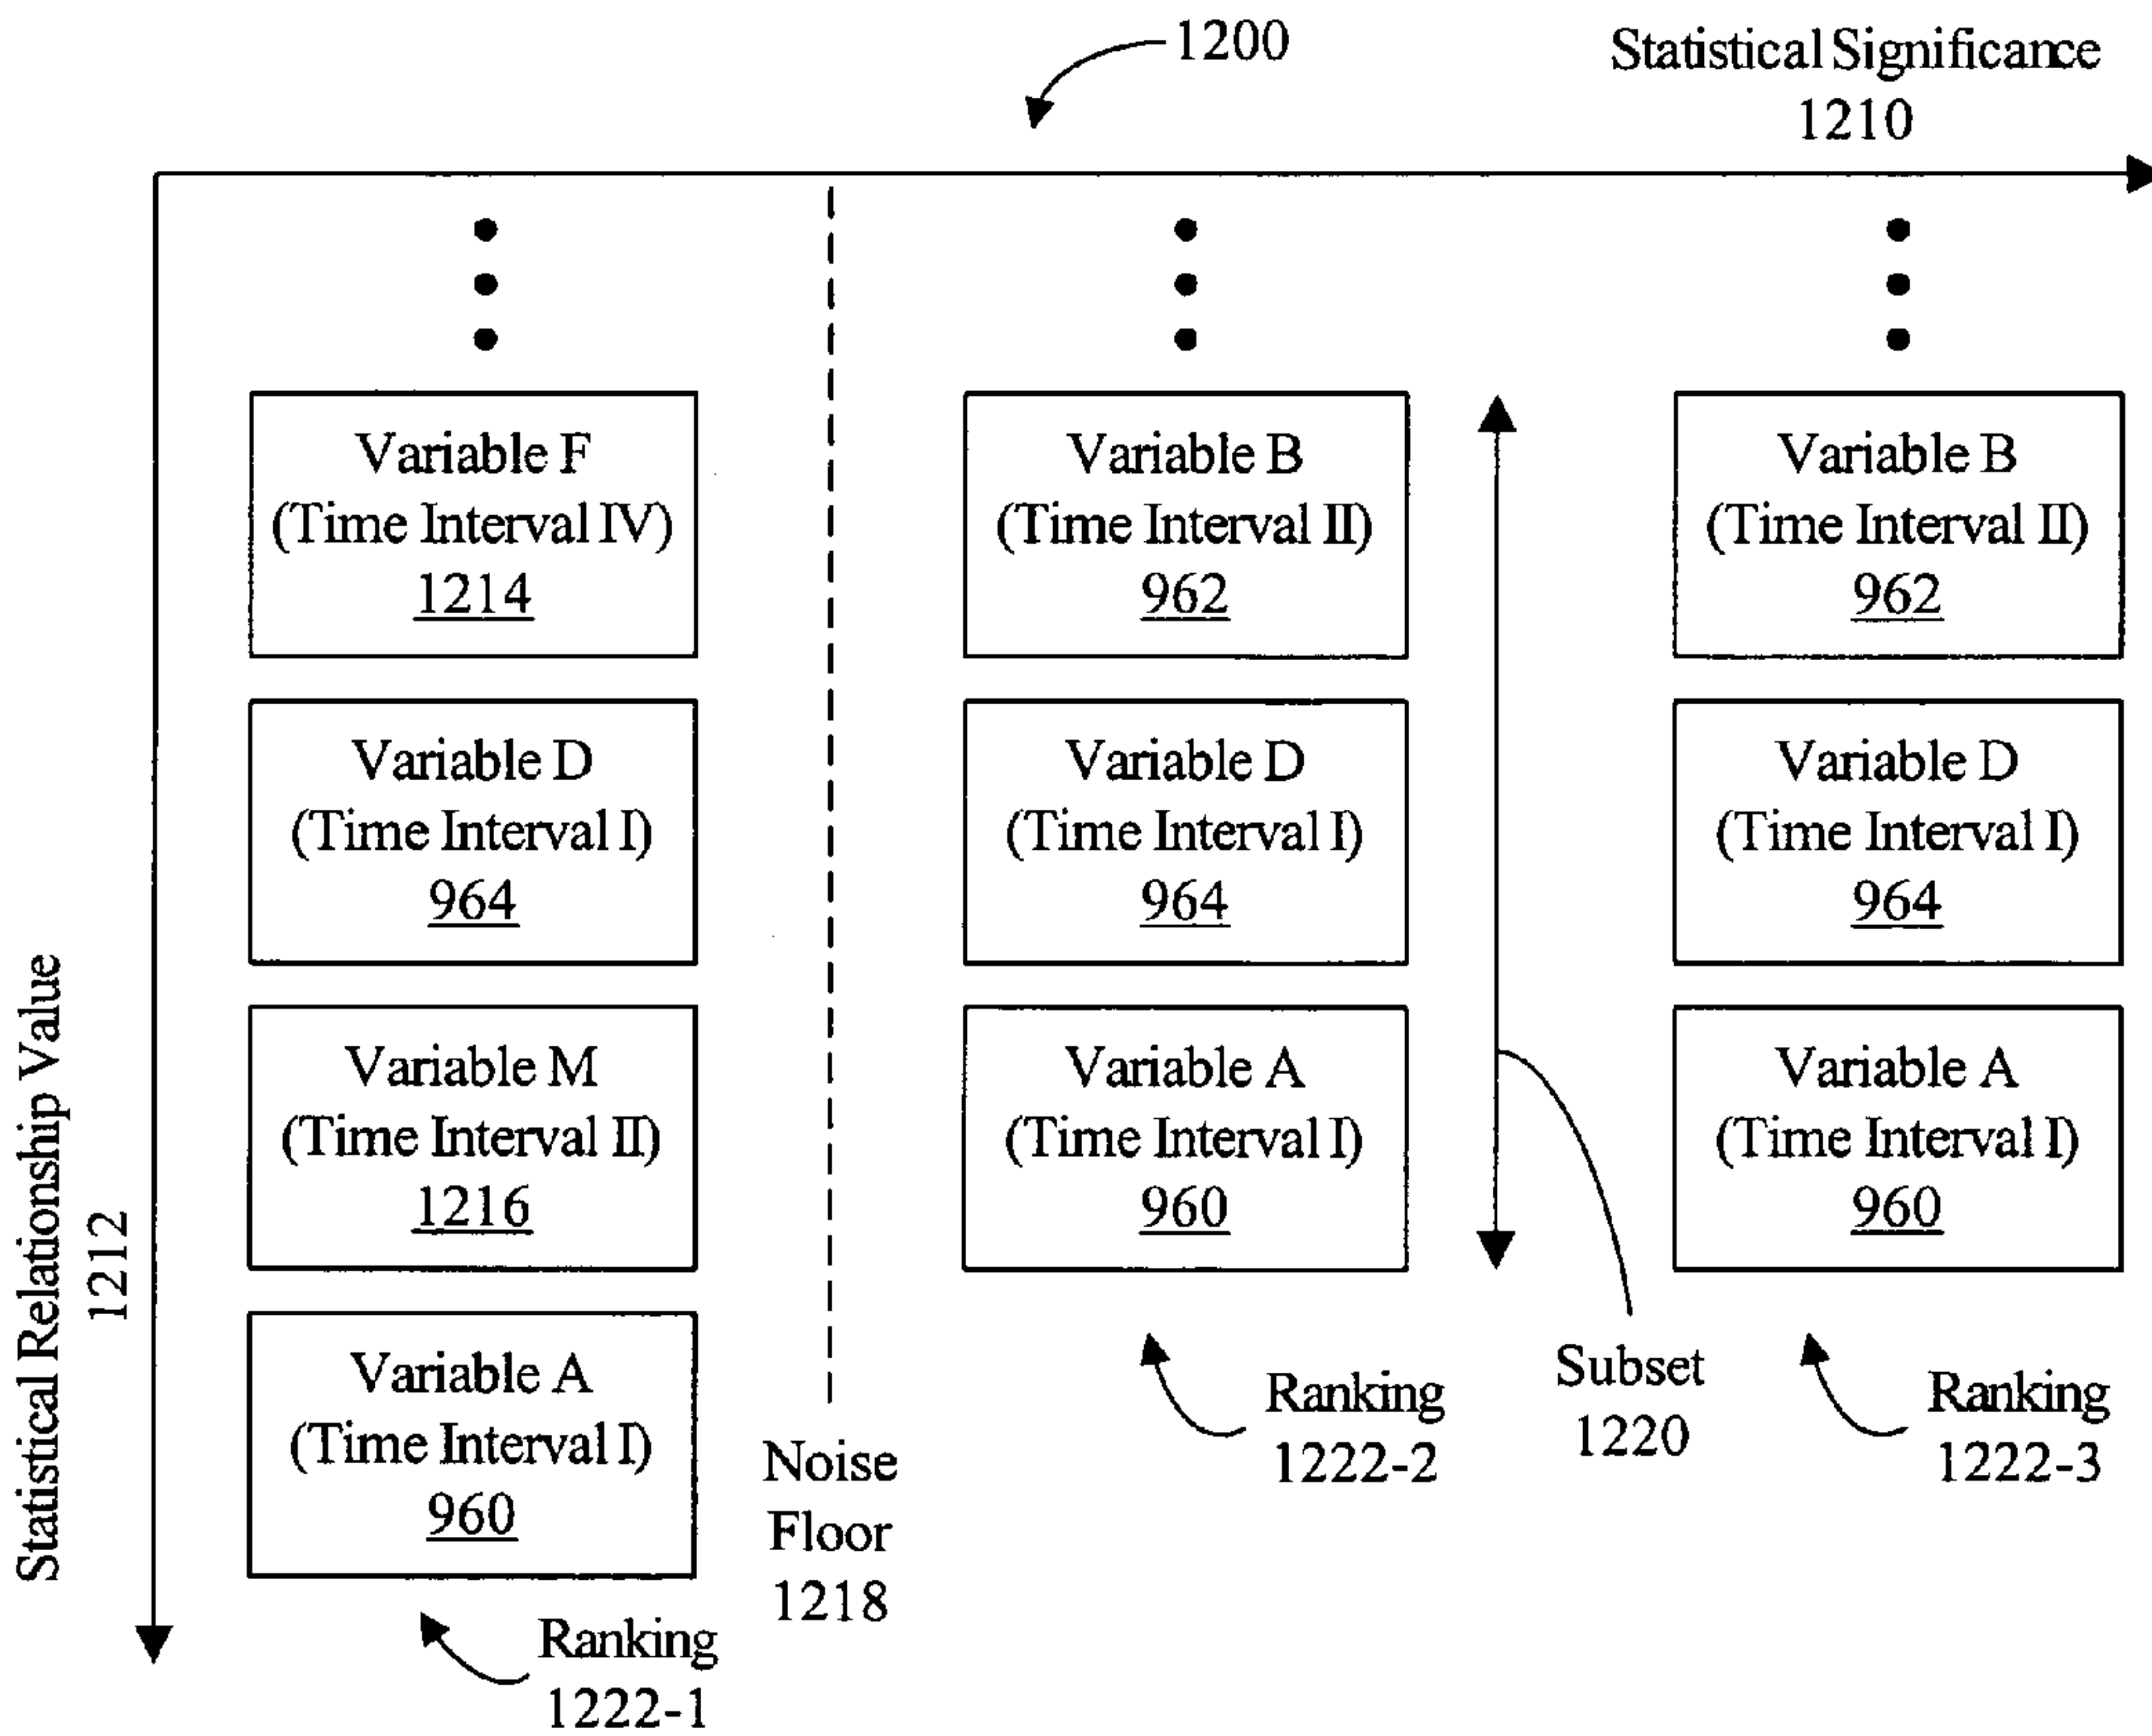 1200
Statistical Significance
1210
Variable F
(Time Interval IV)
1214
Variable D
(Time Interval I)
964
Variable M
(Time Interval II)
1216
Variable A
(Time Interval I)
960
Ranking
1222-1
Statistical Relationship Value
1212
Noise
Floor
1218
Variable B
(Time Interval II)
962
Variable D
(Time Interval I)
964
Variable A
(Time Interval I)
960
Ranking
1222-2
Subset
1220
Variable B
(Time Interval II)
962
Variable D
(Time Interval I)
964
Variable A
(Time Interval I)
960
Ranking
1222-3